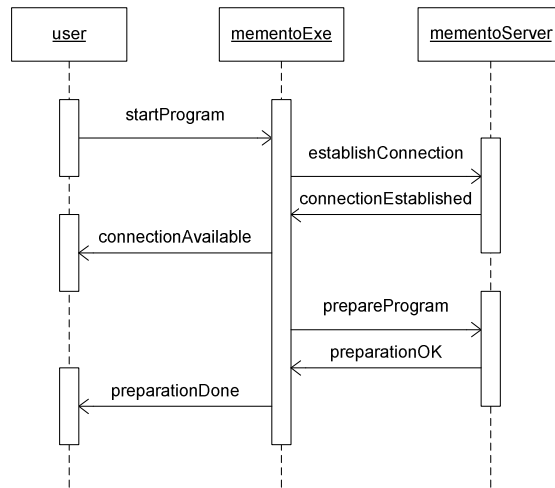 user
mementoExe
mementoServer
startProgram
establishConnection
connectionEstablished
connectionAvailable
prepareProgram
preparationOK
preparationDone